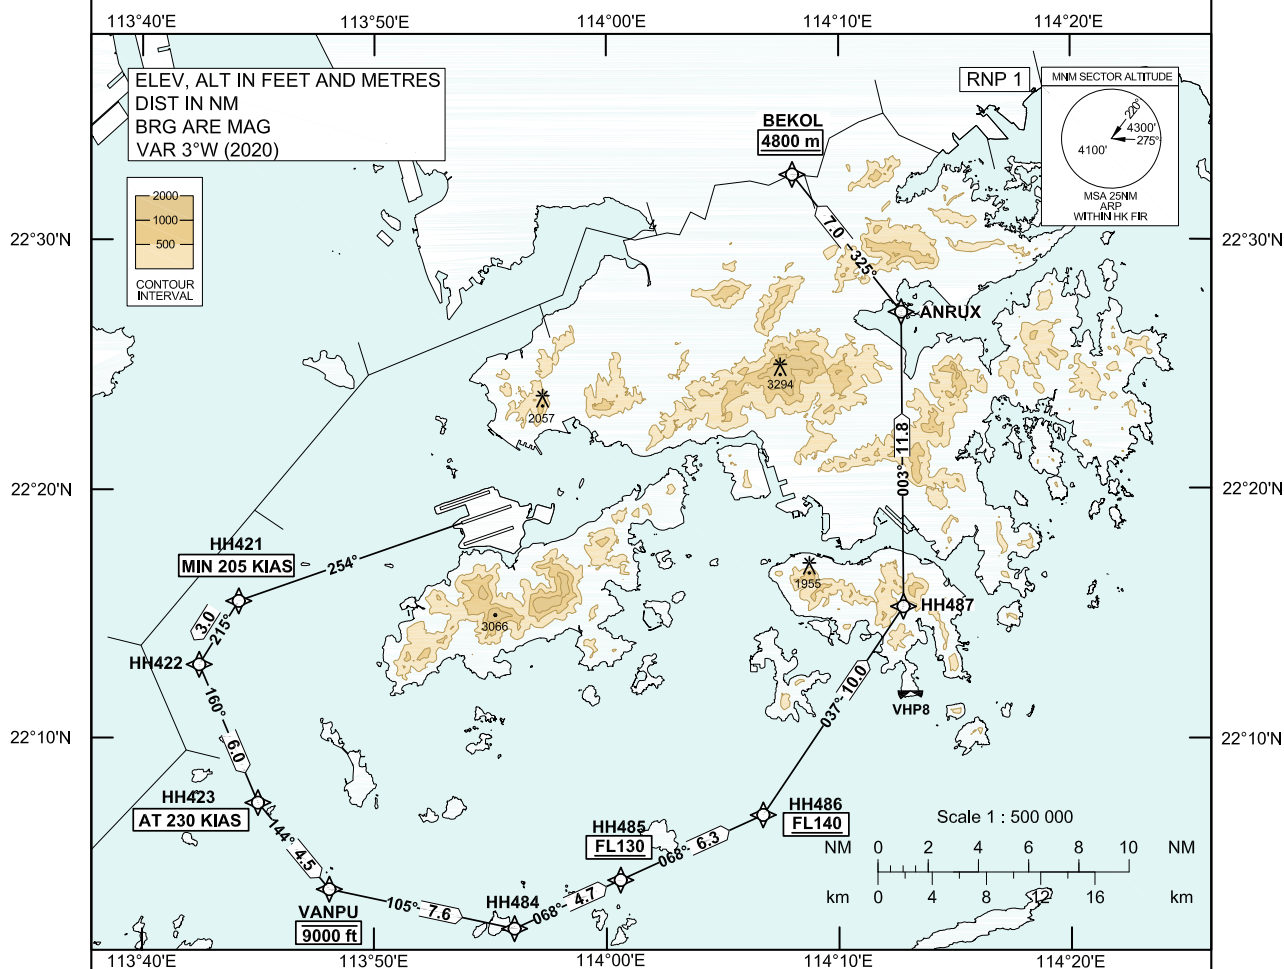 113°40'E 113°50'E 114°00'E 114°10'E 114°20'E
ELEV, ALT IN FEET AND METRES
DIST IN NM
BRG ARE MAG
VAR 3°W (2020)
RNP 1
MNM SECTOR ALTITUDE
220°
4300'
275°
4100'
MSA 25NM
ARP
WITHIN HK FIR
2000
1000
500
CONTOUR
INTERVAL
BEKOL
4800 m
22°30'N 22°30'N
7.0 325°
ANRUX
3294
2057
003° 11.8
22°20'N 22°20'N
HH421
MIN 205 KIAS
254°
1955
3066
HH487
3.0
215°
HH422
037° 10.0
VHP8
160° 6.0
22°10'N 22°10'N
HH423
AT 230 KIAS
144° 4.5
HH486
FL140
HH485
FL130
068° 6.3
068° 4.7
HH484
105° 7.6
VANPU
9000 ft
Scale 1 : 500 000
NM 0 2 4 6 8 10 NM
km 0 4 8 12 16 km
113°40'E 113°50'E 114°00'E 114°10'E 114°20'E